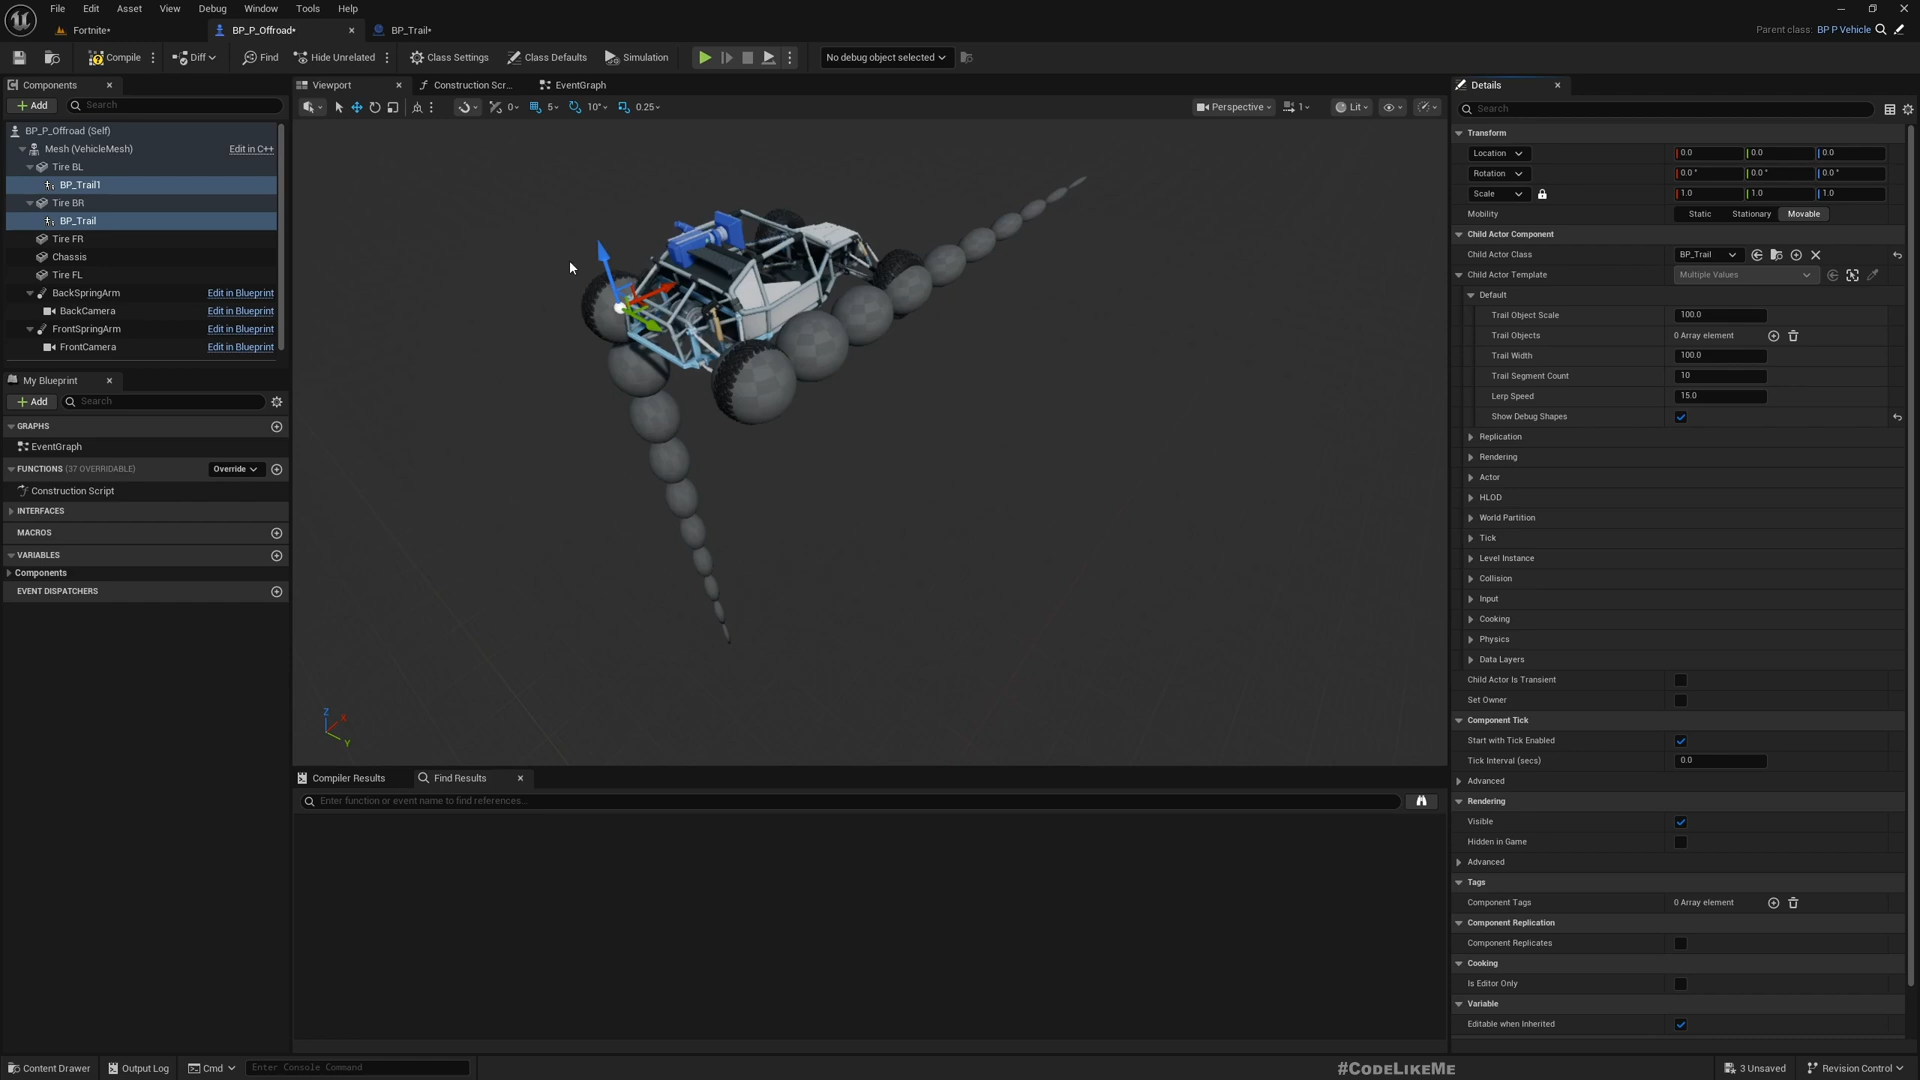 File Edit Asset View Debug Window Tools Help
Fortnite* BP_P_Offroad* BP_Trail* Parent class: BP P Vehicle
Compile Diff Find Hide Unrelated Class Settings Class Defaults Simulation No debug object selected
Components
Add Search
BP_P_Offroad (Self)
Mesh (VehicleMesh) Edit in C++
Tire BL
BP_Trail1
Tire BR
BP_Trail
Tire FR
Chassis
Tire FL
BackSpringArm Edit in Blueprint
BackCamera Edit in Blueprint
FrontSpringArm Edit in Blueprint
FrontCamera Edit in Blueprint
My Blueprint
Add Search
GRAPHS
EventGraph
FUNCTIONS (37 OVERRIDABLE) Override
Construction Script
INTERFACES
MACROS
VARIABLES
Components
EVENT DISPATCHERS
Viewport Construction Scr... EventGraph
0 5 10° 0.25 Perspective 1 Lit
Z X Y
Compiler Results Find Results
Enter function or event name to find references...
Details
Search
Transform
Location 0.0 0.0 0.0
Rotation 0.0 ° 0.0 ° 0.0 °
Scale 1.0 1.0 1.0
Mobility Static Stationary Movable
Child Actor Component
Child Actor Class BP_Trail
Child Actor Template Multiple Values
Default
Trail Object Scale 100.0
Trail Objects 0 Array element
Trail Width 100.0
Trail Segment Count 10
Lerp Speed 15.0
Show Debug Shapes
Replication
Rendering
Actor
HLOD
World Partition
Tick
Level Instance
Collision
Input
Cooking
Physics
Data Layers
Child Actor Is Transient
Set Owner
Component Tick
Start with Tick Enabled
Tick Interval (secs) 0.0
Advanced
Rendering
Visible
Hidden in Game
Advanced
Tags
Component Tags 0 Array element
Component Replication
Component Replicates
Cooking
Is Editor Only
Variable
Editable when Inherited
Content Drawer Output Log Cmd Enter Console Command #CodeLikeMe 3 Unsaved Revision Control